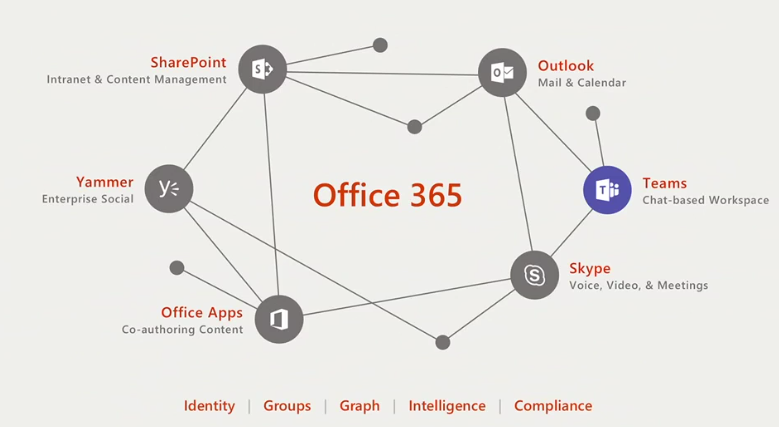 SharePoint
Intranet & Content Management
Outlook
Mail & Calendar
Yammer
Enterprise Social
Office 365
Teams
Chat-based Workspace
Skype
Voice, Video, & Meetings
Office Apps
Co-authoring Content
Identity | Groups | Graph | Intelligence | Compliance